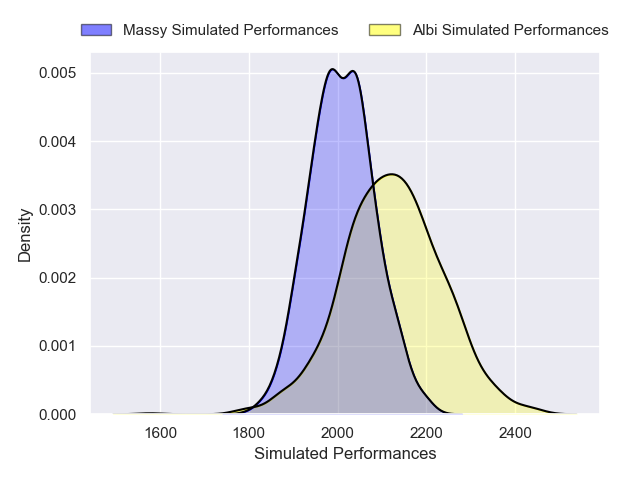 Massy Simulated Performances Albi Simulated Performances
0.005
0.004
0.003
0.002
0.001
0.000
Density
1600 1800 2000 2200 2400
Simulated Performances